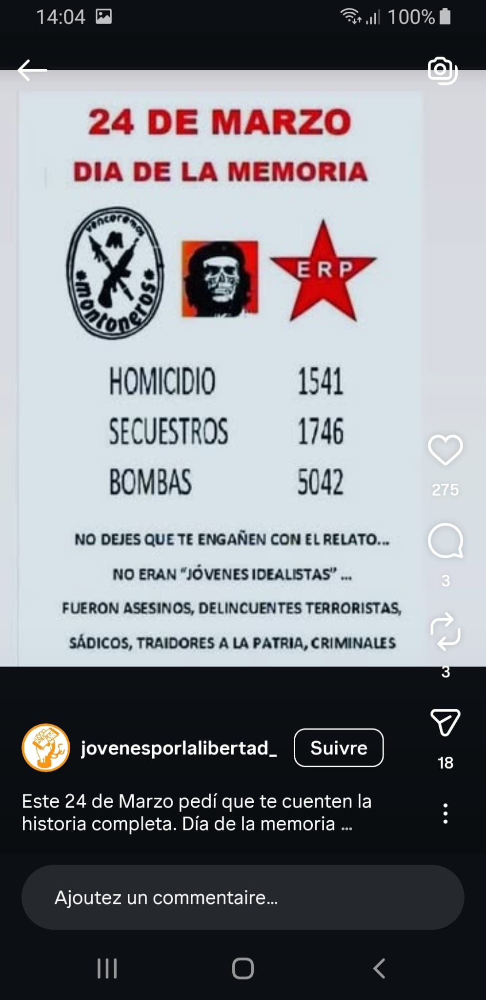 14:04
100%
24 DE MARZO
DIA DE LA MEMORIA
venceremos
M
montoneros
ERP
HOMICIDIO 1541
SECUESTROS 1746
BOMBAS 5042
NO DEJES QUE TE ENGAÑEN CON EL RELATO...
NO ERAN "JÓVENES IDEALISTAS" ...
FUERON ASESINOS, DELINCUENTES TERRORISTAS,
SÁDICOS, TRAIDORES A LA PATRIA, CRIMINALES
275
3
3
18
jovenesporlalibertad_
Suivre
Este 24 de Marzo pedí que te cuenten la
historia completa. Día de la memoria ...
Ajoutez un commentaire...